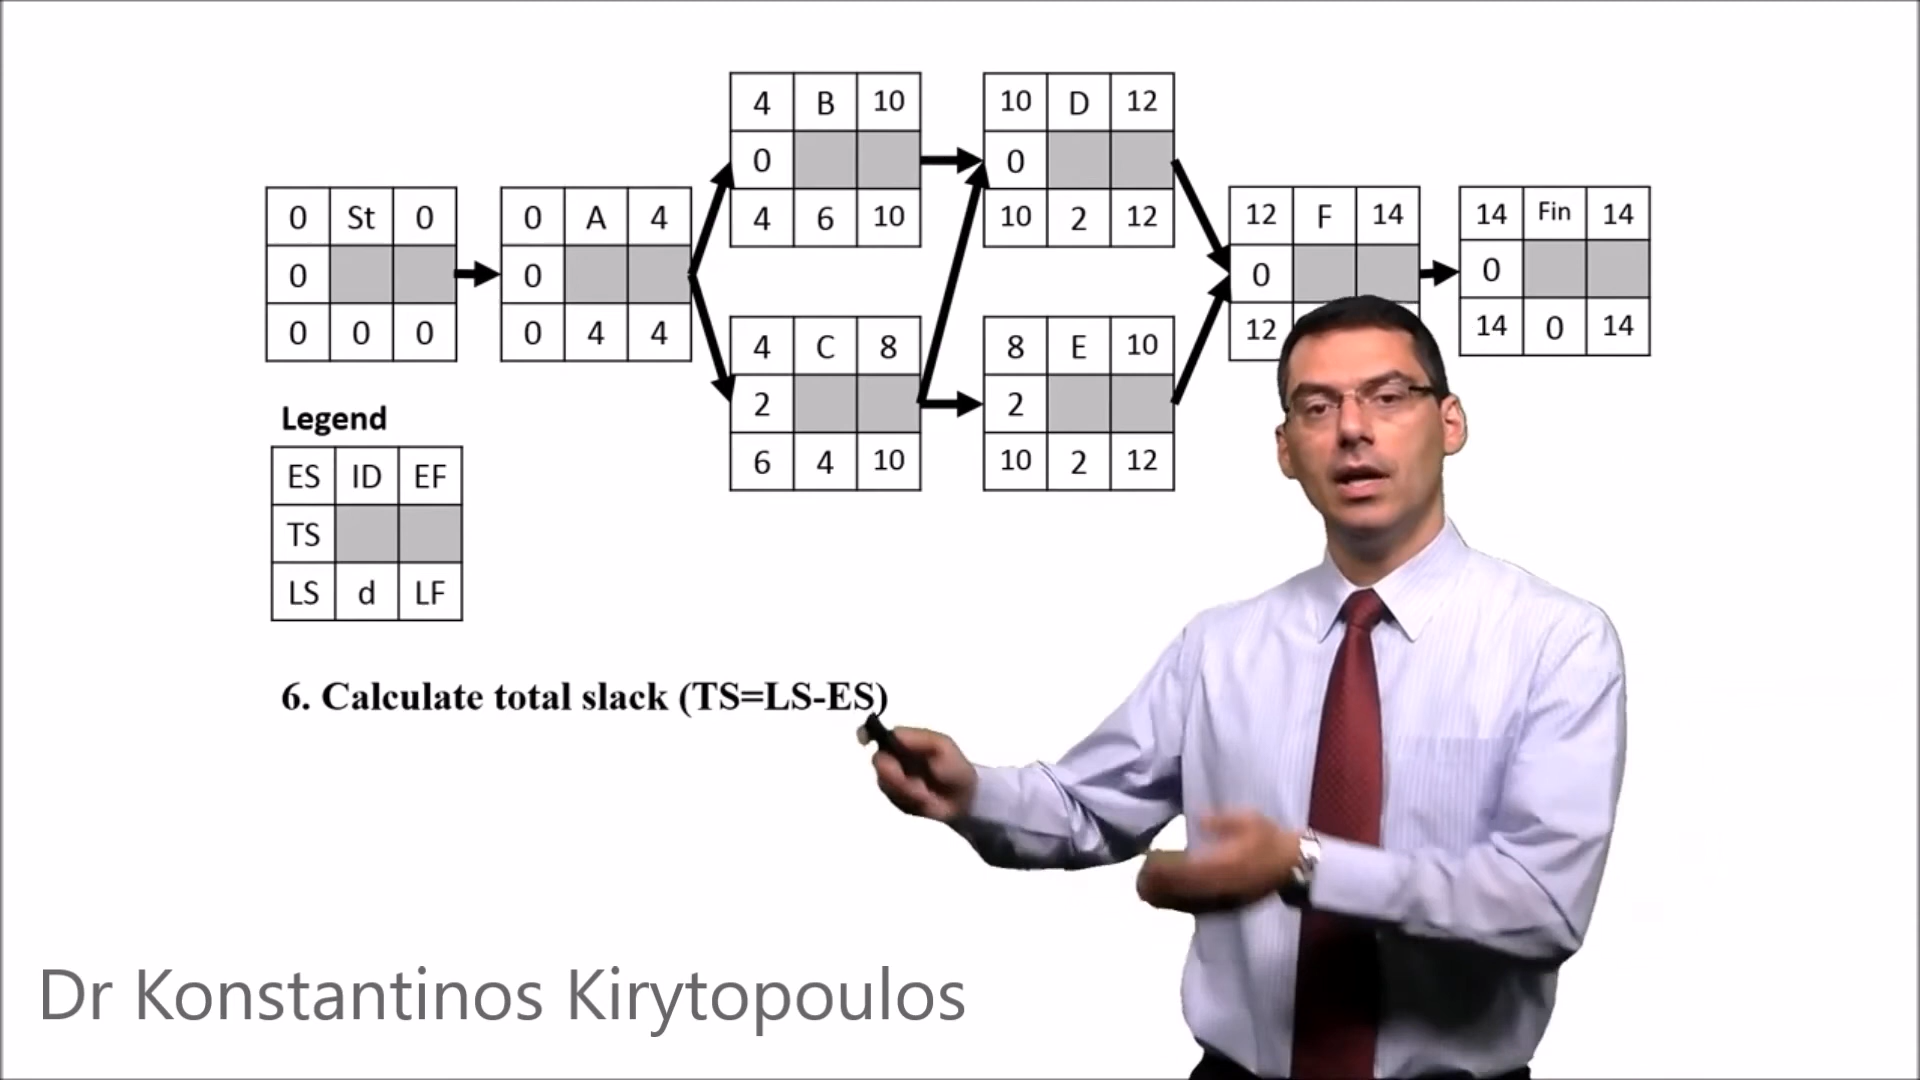 4 B 10
0
4 6 10
10 D 12
0
10 2 12
0 St 0
0
0 0 0
0 A 4
0
0 4 4
4 C 8
2
6 4 10
8 E 10
2
10 2 12
12 F 14
0
12
14 Fin 14
0
14 0 14
Legend
ES ID EF
TS
LS d LF
6. Calculate total slack (TS=LS-ES)
Dr Konstantinos Kirytopoulos